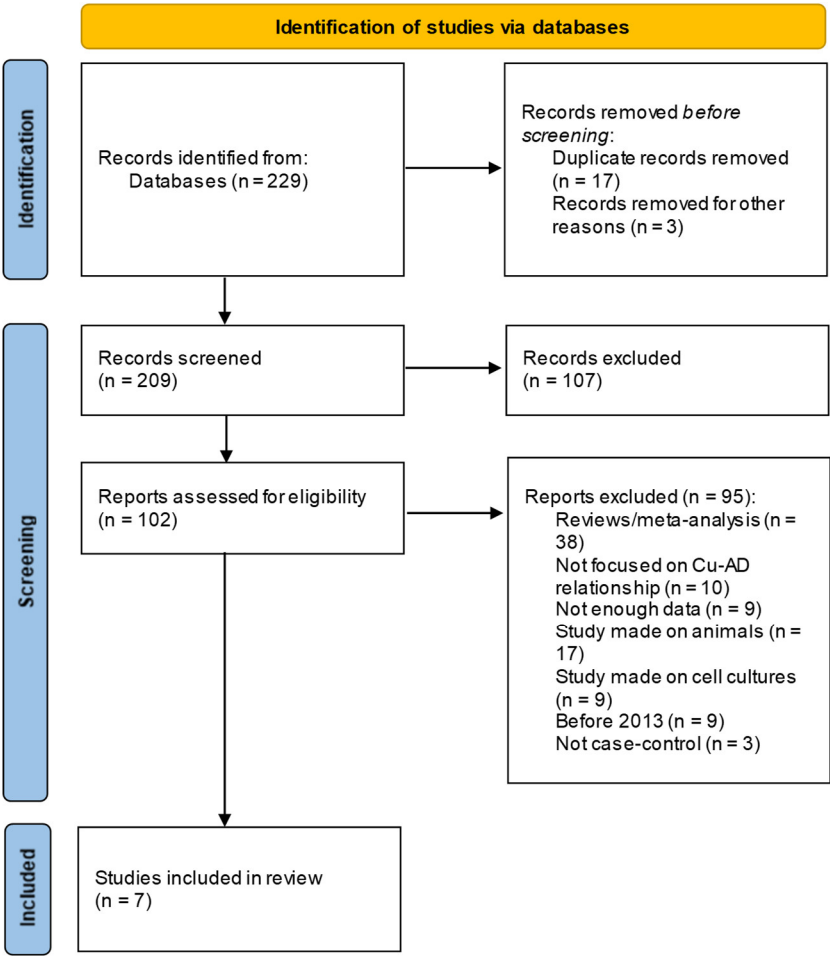 Identification of studies via databases
Identification
Records identified from:
Databases (n = 229)
Records removed before
screening:
Duplicate records removed
(n = 17)
Records removed for other
reasons (n = 3)
Screening
Records screened
(n = 209)
Records excluded
(n = 107)
Reports assessed for eligibility
(n = 102)
Reports excluded (n = 95):
Reviews/meta-analysis (n =
38)
Not focused on Cu-AD
relationship (n = 10)
Not enough data (n = 9)
Study made on animals (n =
17)
Study made on cell cultures
(n = 9)
Before 2013 (n = 9)
Not case-control (n = 3)
Included
Studies included in review
(n = 7)